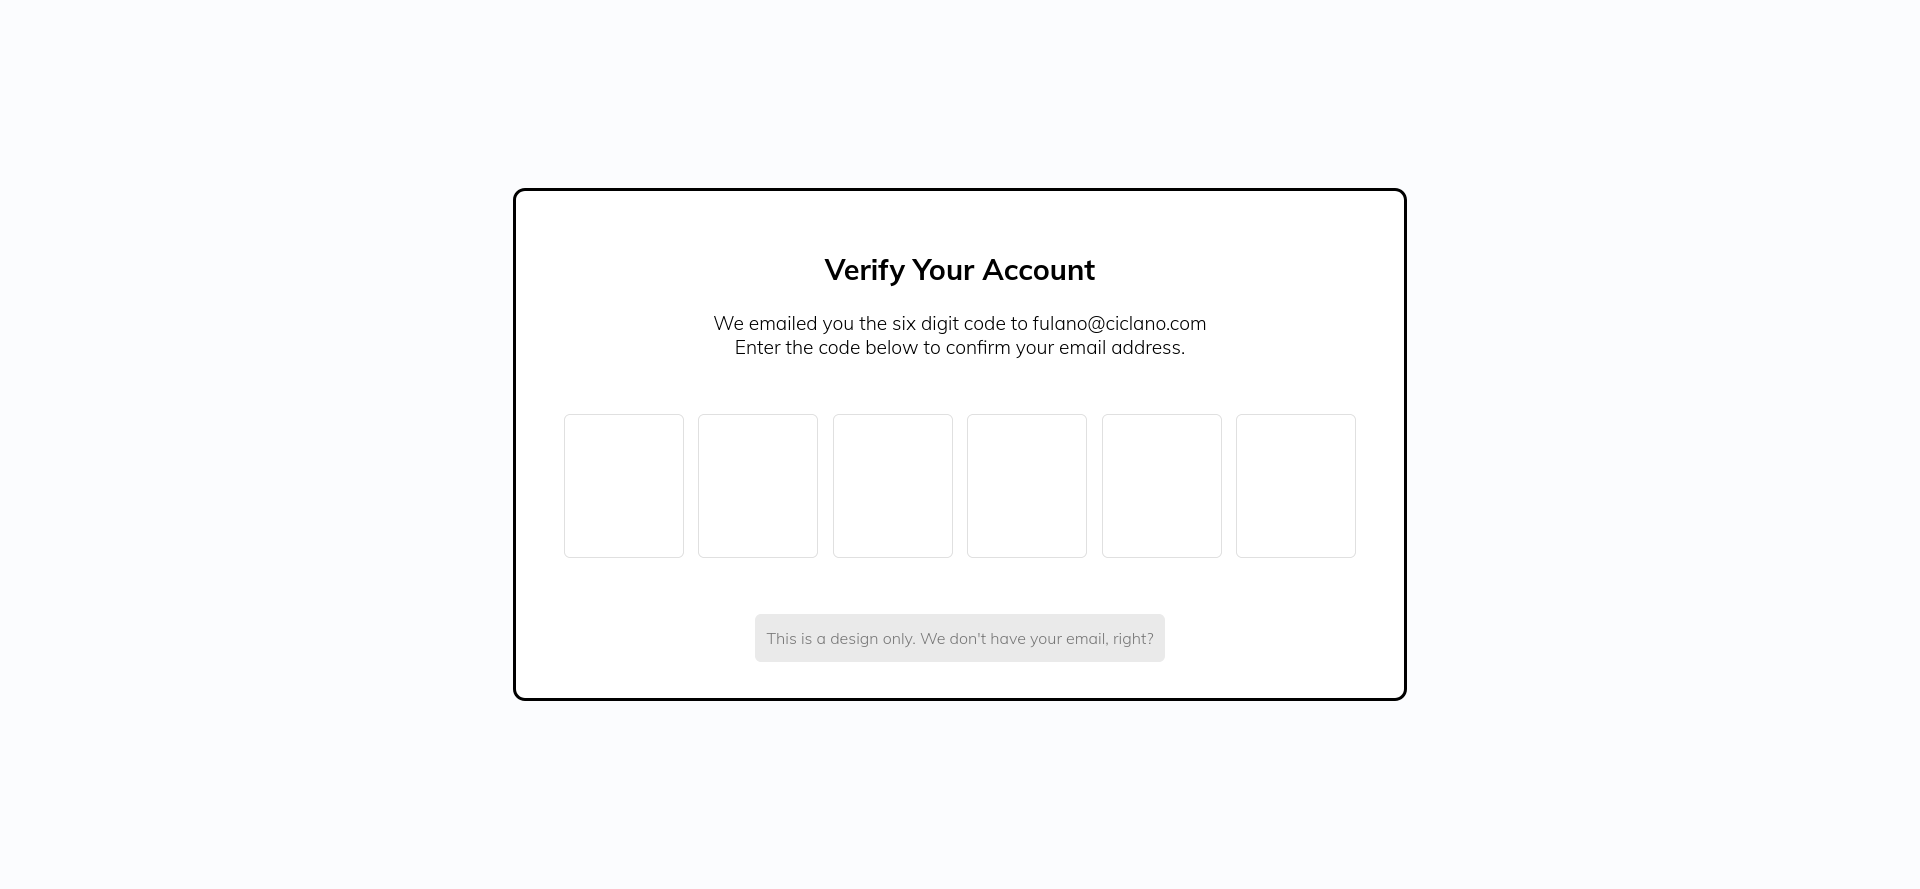 Verify Your Account
We emailed you the six digit code to fulano@ciclano.com
Enter the code below to confirm your email address.
This is a design only. We don't have your email, right?